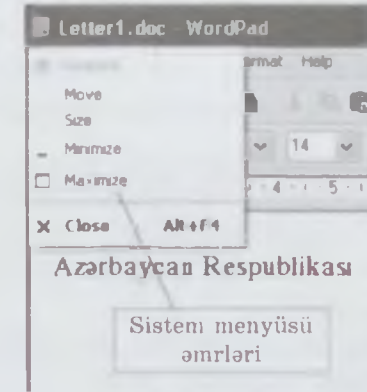 Letter1.doc - WordPad
Format Help
Move
Size
Minimize
14
Maximize
4 5
Close Alt+F4
Azərbaycan Respublikası
Sistem menyüsü
əmrləri